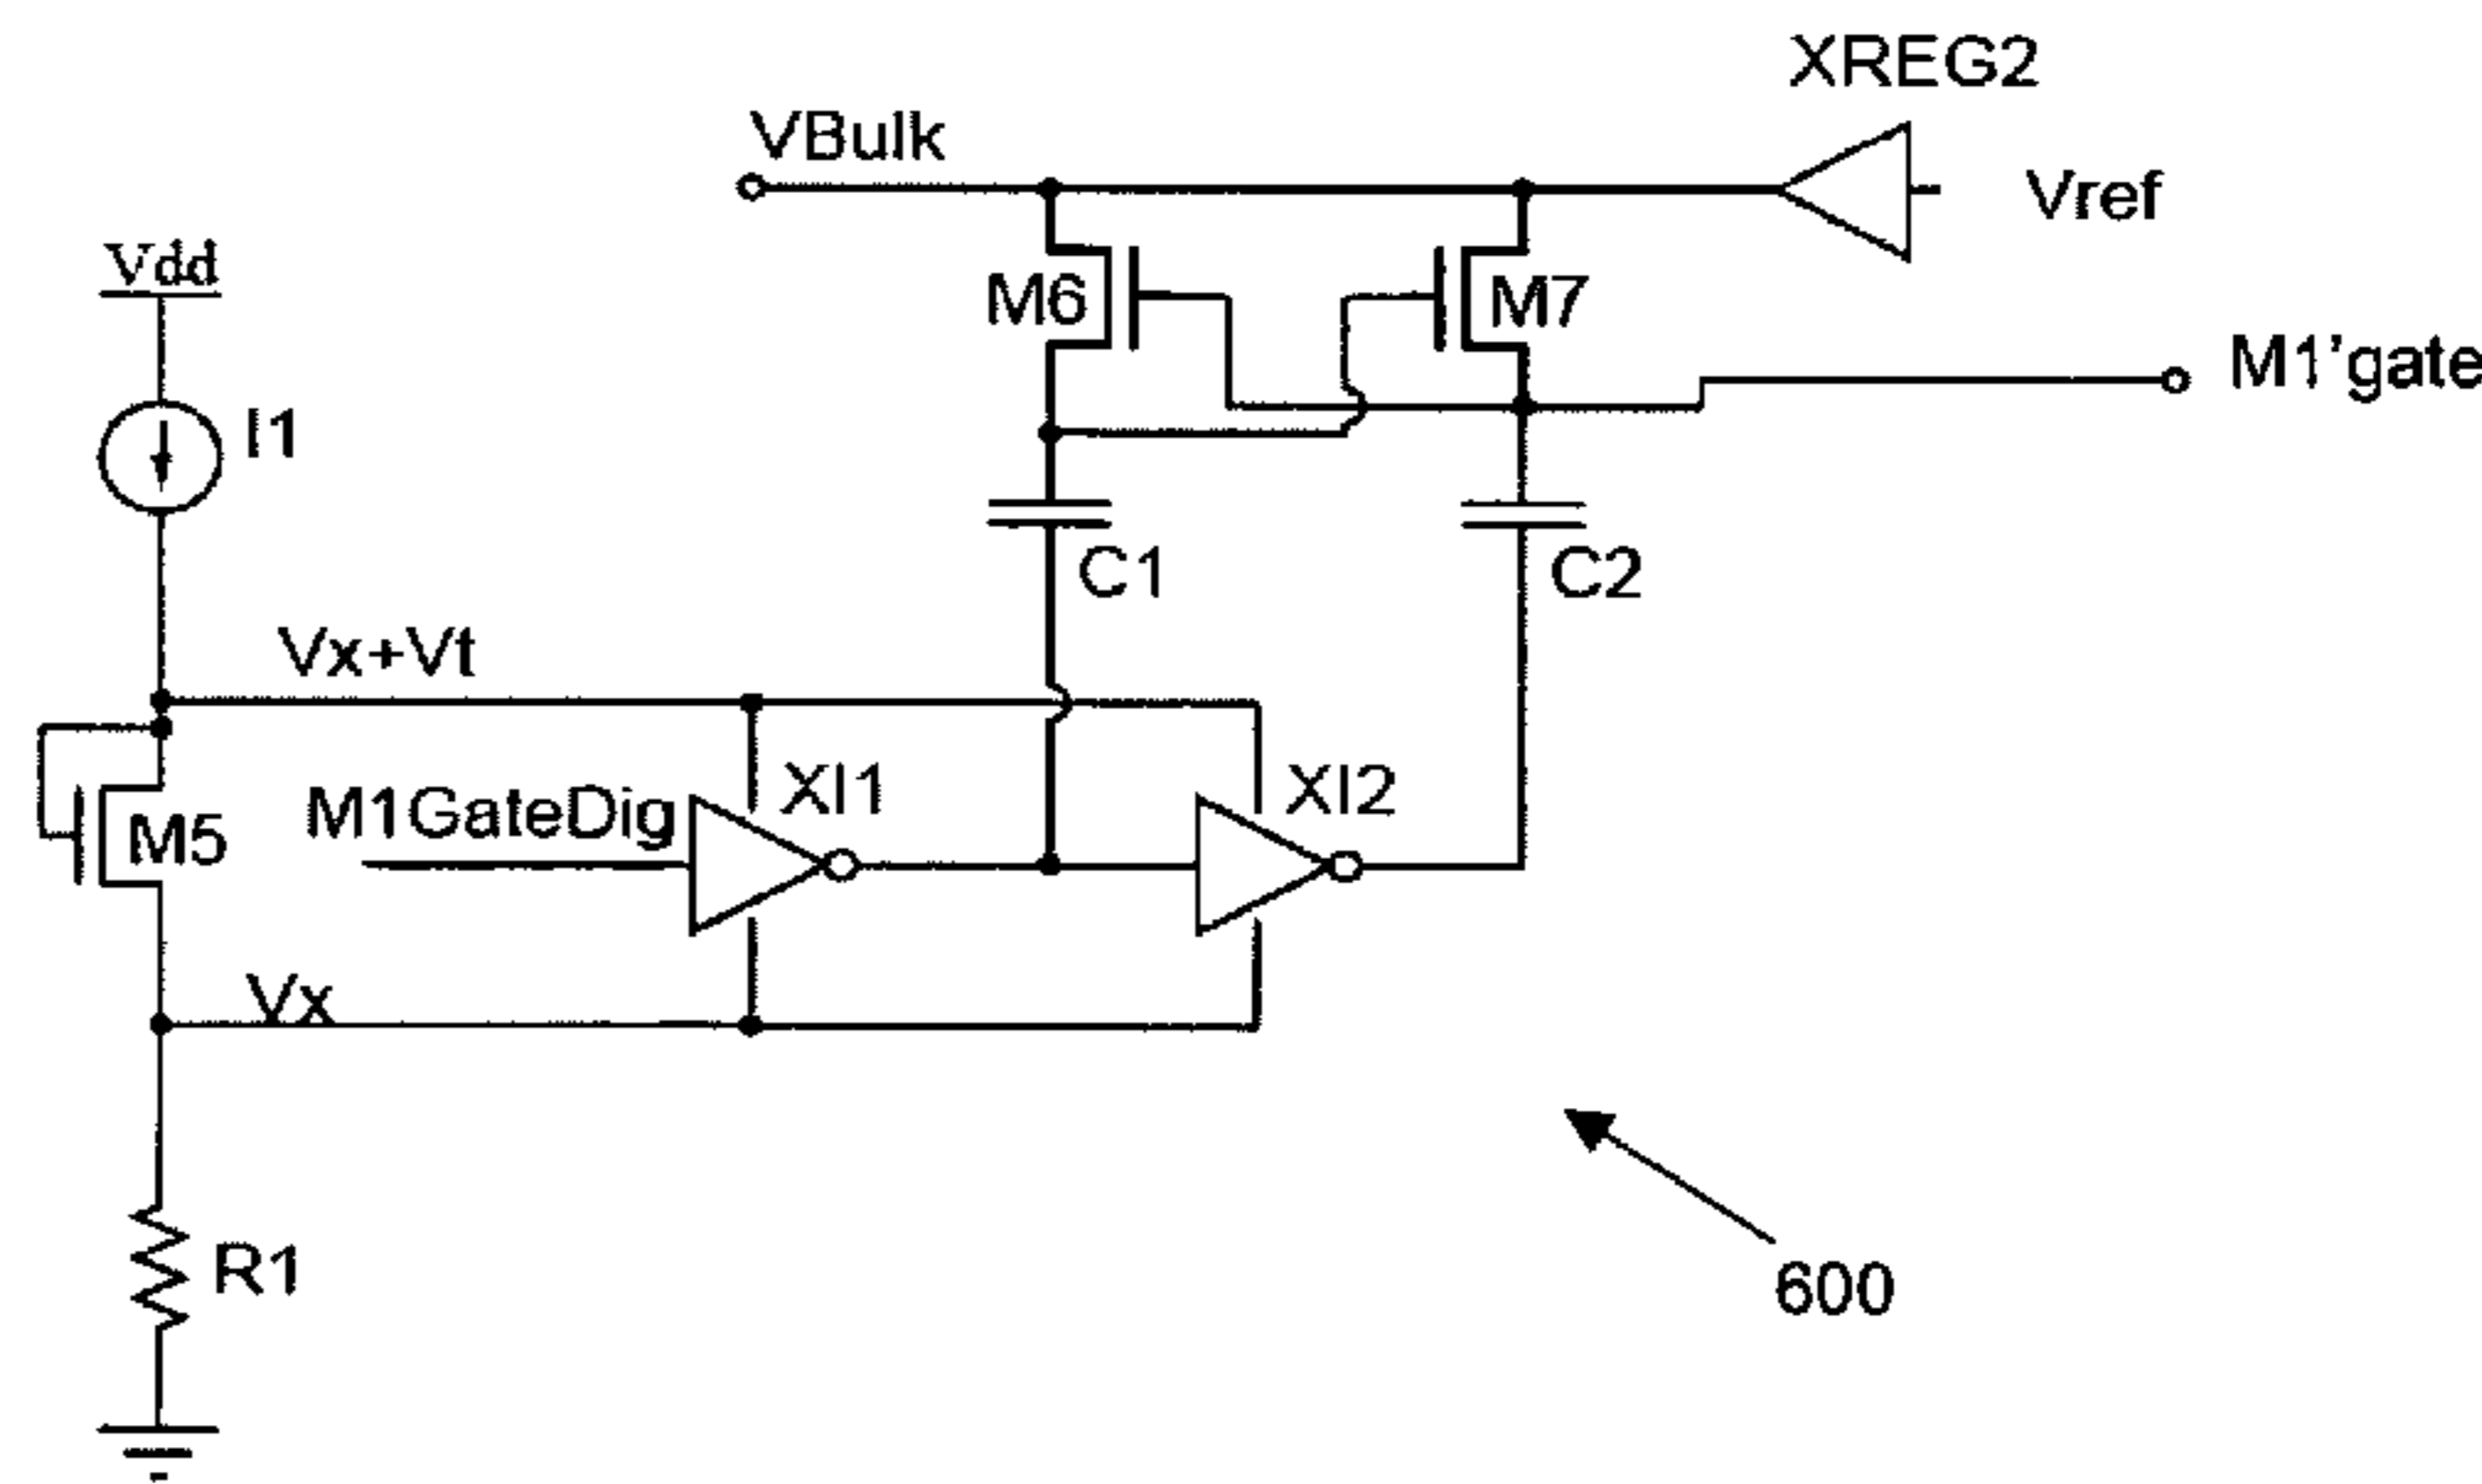 XREG2
VBulk
Vref
Vdd
M6
M7
M1'gate
I1
C1
C2
Vx+Vt
XI1
XI2
M1GateDig
M5
Vx
R1
600